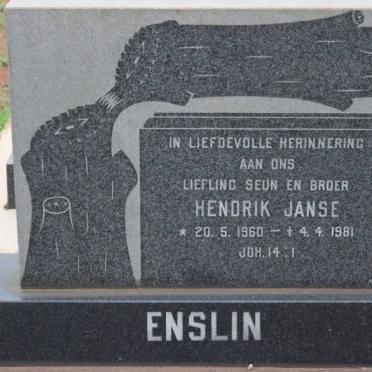 IN LIEFDEVOLLE HERINNERING
AAN ONS
LIEFLING SEUN EN BROER
HENDRIK JANSE
* 20. 5. 1960 – † 4. 4. 1981
JOH. 14:1
ENSLIN